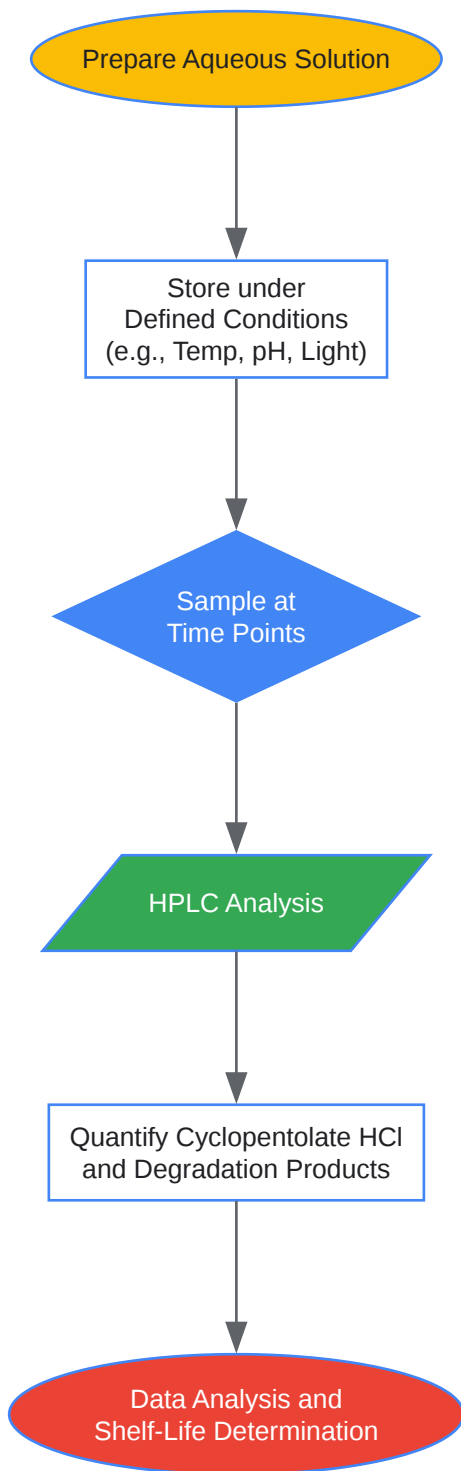 Prepare Aqueous Solution
Store under
Defined Conditions
(e.g., Temp, pH, Light)
Sample at
Time Points
HPLC Analysis
Quantify Cyclopentolate HCl
and Degradation Products
Data Analysis and
Shelf-Life Determination